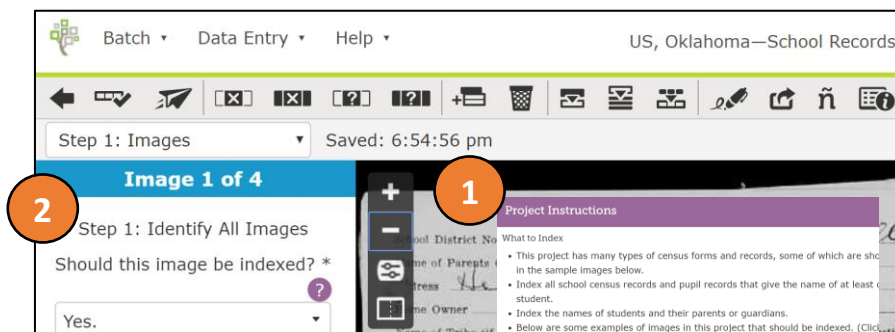 Batch ▾ Data Entry ▾ Help ▾ US, Oklahoma—School Records
Step 1: Images ▾ Saved: 6:54:56 pm
Image 1 of 4
1
2
Step 1: Identify All Images
Should this image be indexed? *
?
Yes.
School District No
Name of Parents
Address He
Home Owner
Project Instructions
What to Index
• This project has many types of census forms and records, some of which are
in the sample images below.
• Index all school census records and pupil records that give the name of at least
student.
• Index the names of students and their parents or guardians.
• Below are some examples of images in this project that should be indexed.